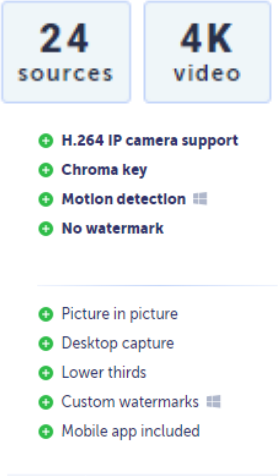 24
sources
4K
video
H.264 IP camera support
Chroma key
Motion detection
No watermark
Picture in picture
Desktop capture
Lower thirds
Custom watermarks
Mobile app included